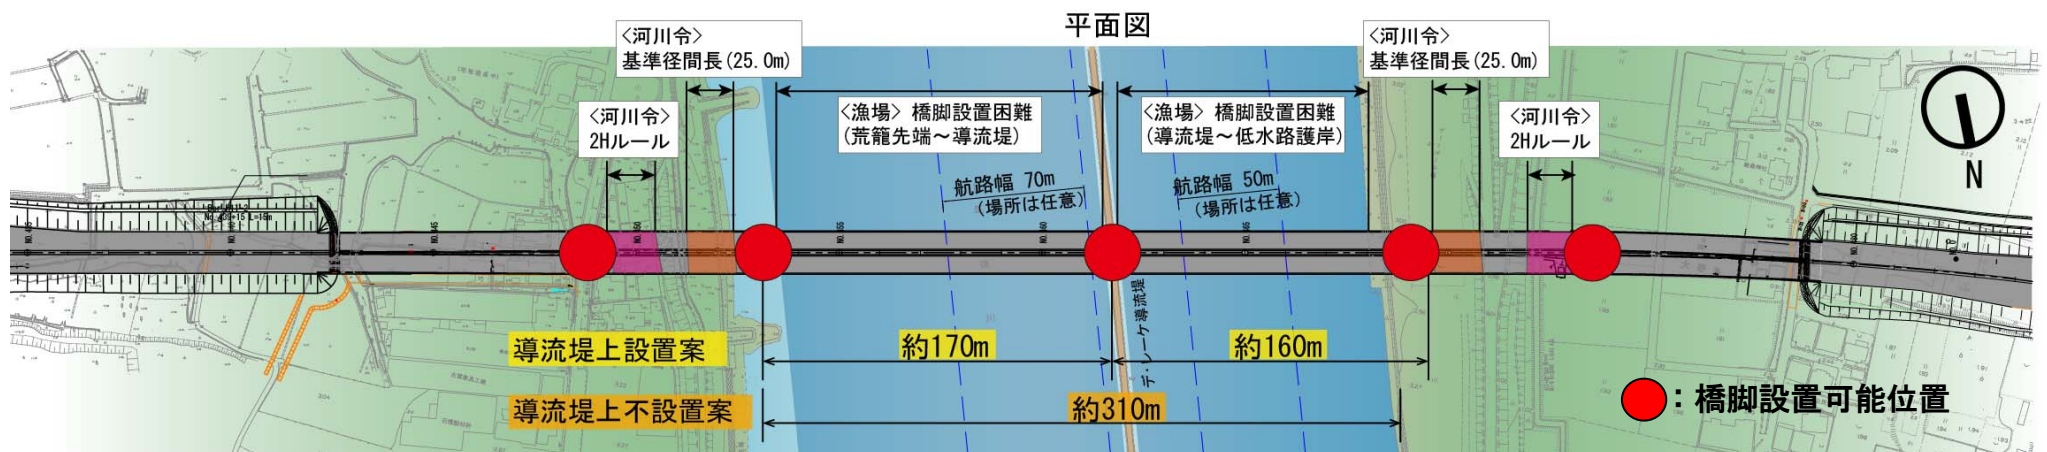 平面図
<河川令>
基準径間長(25.0m)
<河川令>
2Hルール
<漁場> 橋脚設置困難
(荒籠先端～導流堤)
<漁場> 橋脚設置困難
(導流堤～低水路護岸)
<河川令>
基準径間長(25.0m)
<河川令>
2Hルール
N
航路幅 70m
(場所は任意)
航路幅 50m
(場所は任意)
デ・レーケ導流堤
導流堤上設置案
約170m
約160m
導流堤上不設置案
約310m
：橋脚設置可能位置